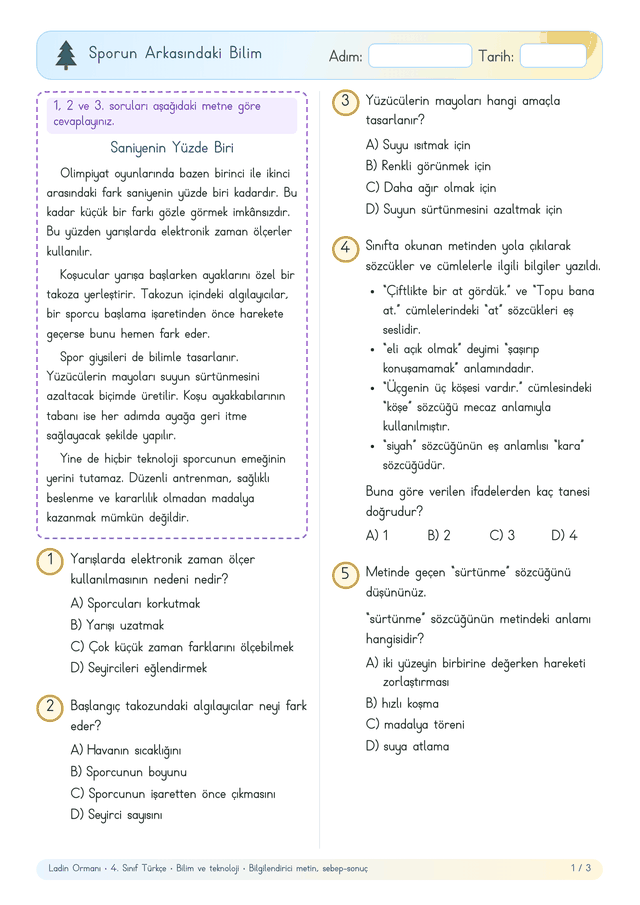 Sporun Arkasındaki Bilim
Adım:
Tarih:
1, 2 ve 3. soruları aşağıdaki metne göre
cevaplayınız.
Saniyenin Yüzde Biri
Olimpiyat oyunlarında bazen birinci ile ikinci
arasındaki fark saniyenin yüzde biri kadardır. Bu
kadar küçük bir farkı gözle görmek imkânsızdır.
Bu yüzden yarışlarda elektronik zaman ölçerler
kullanılır.
Koşucular yarışa başlarken ayaklarını özel bir
takoza yerleştirir. Takozun içindeki algılayıcılar,
bir sporcu başlama işaretinden önce harekete
geçerse bunu hemen fark eder.
Spor giysileri de bilimle tasarlanır.
Yüzücülerin mayoları suyun sürtünmesini
azaltacak biçimde üretilir. Koşu ayakkabılarının
tabanı ise her adımda ayağa geri itme
sağlayacak şekilde yapılır.
Yine de hiçbir teknoloji sporcunun emeğinin
yerini tutamaz. Düzenli antrenman, sağlıklı
beslenme ve kararlılık olmadan madalya
kazanmak mümkün değildir.
1
Yarışlarda elektronik zaman ölçer
kullanılmasının nedeni nedir?
A) Sporcuları korkutmak
B) Yarışı uzatmak
C) Çok küçük zaman farklarını ölçebilmek
D) Seyircileri eğlendirmek
2
Başlangıç takozundaki algılayıcılar neyi fark
eder?
A) Havanın sıcaklığını
B) Sporcunun boyunu
C) Sporcunun işaretten önce çıkmasını
D) Seyirci sayısını
3
Yüzücülerin mayoları hangi amaçla
tasarlanır?
A) Suyu ısıtmak için
B) Renkli görünmek için
C) Daha ağır olmak için
D) Suyun sürtünmesini azaltmak için
4
Sınıfta okunan metinden yola çıkılarak
sözcükler ve cümlelerle ilgili bilgiler yazıldı.
• "Çiftlikte bir at gördük." ve "Topu bana
at." cümlelerindeki "at" sözcükleri eş
seslidir.
• "eli açık olmak" deyimi "şaşırıp
konuşamamak" anlamındadır.
• "Üçgenin üç köşesi vardır." cümlesindeki
"köşe" sözcüğü mecaz anlamıyla
kullanılmıştır.
• "siyah" sözcüğünün eş anlamlısı "kara"
sözcüğüdür.
Buna göre verilen ifadelerden kaç tanesi
doğrudur?
A) 1 B) 2 C) 3 D) 4
5
Metinde geçen "sürtünme" sözcüğünü
düşününüz.
"sürtünme" sözcüğünün metindeki anlamı
hangisidir?
A) iki yüzeyin birbirine değerken hareketi
zorlaştırması
B) hızlı koşma
C) madalya töreni
D) suya atlama
Ladin Ormanı • 4. Sınıf Türkçe • Bilim ve teknoloji • Bilgilendirici metin, sebep-sonuç
1 / 3